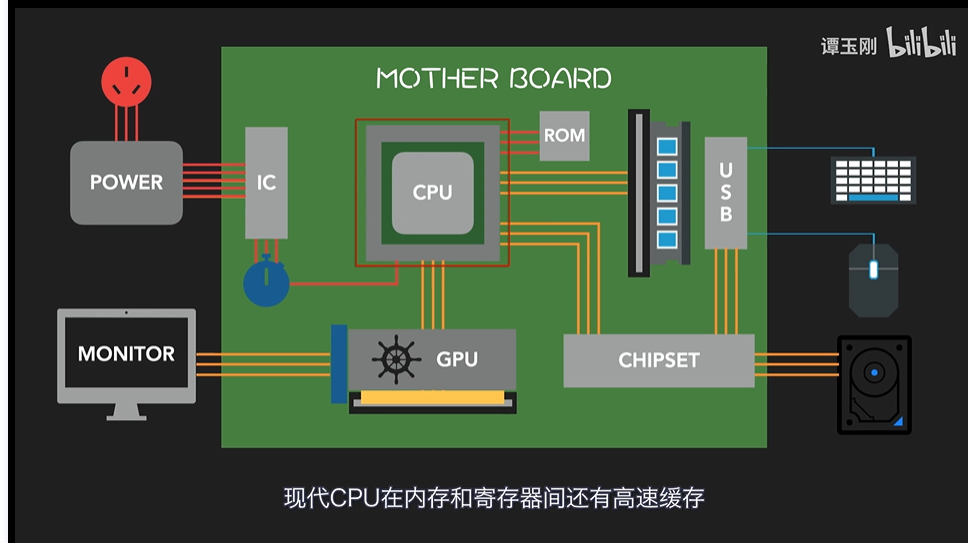 谭玉刚 bilibili
MOTHER BOARD
ROM
POWER
IC
CPU
USB
MONITOR
GPU
CHIPSET
现代CPU在内存和寄存器间还有高速缓存